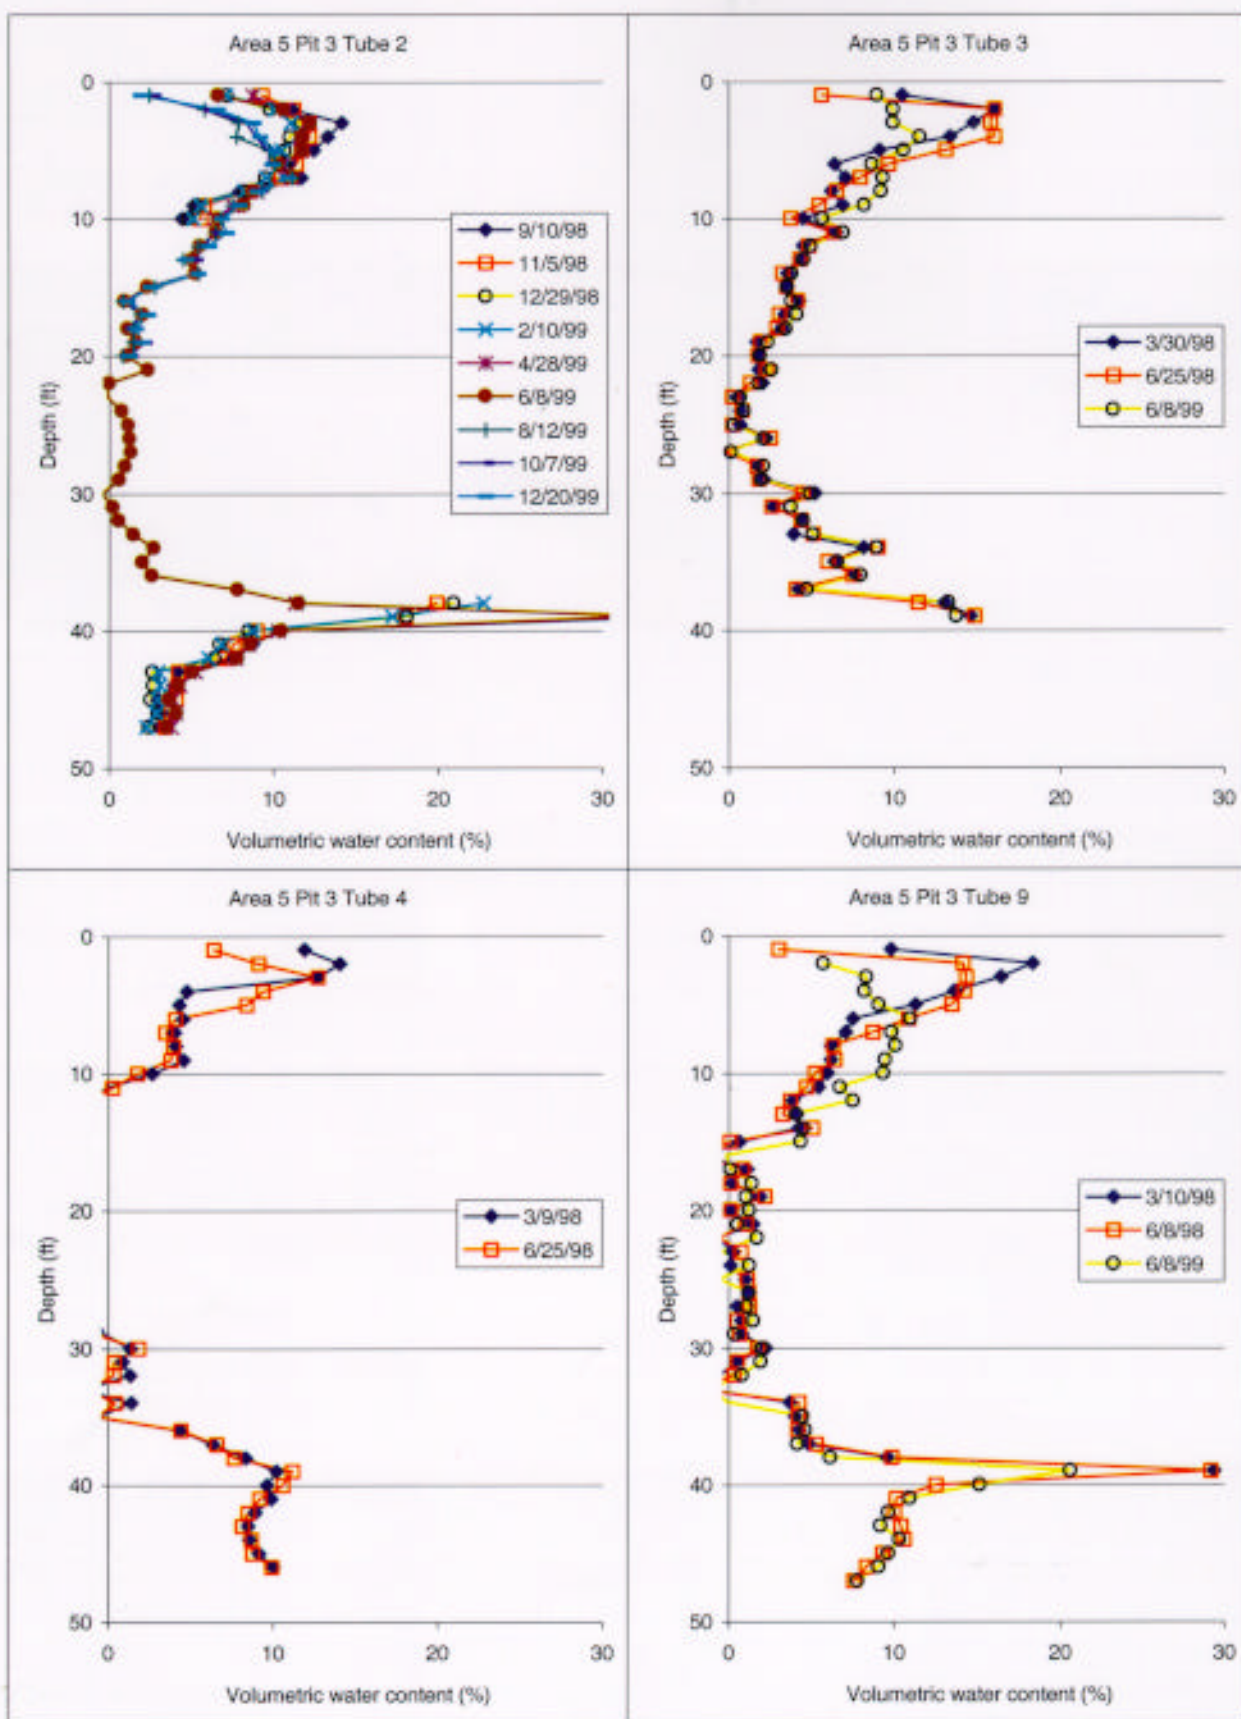 Area 5 Pit 3 Tube 2
0
10
20
30
40
50
Depth (ft)
9/10/98
11/5/98
12/29/98
2/10/99
4/28/99
6/8/99
8/12/99
10/7/99
12/20/99
0 10 20 30
Volumetric water content (%)
Area 5 Pit 3 Tube 3
0
10
20
30
40
50
Depth (ft)
3/30/98
6/25/98
6/8/99
0 10 20 30
Volumetric water content (%)
Area 5 Pit 3 Tube 4
0
10
20
30
40
50
Depth (ft)
3/9/98
6/25/98
0 10 20 30
Volumetric water content (%)
Area 5 Pit 3 Tube 9
0
10
20
30
40
50
Depth (ft)
3/10/98
6/8/98
6/8/99
0 10 20 30
Volumetric water content (%)